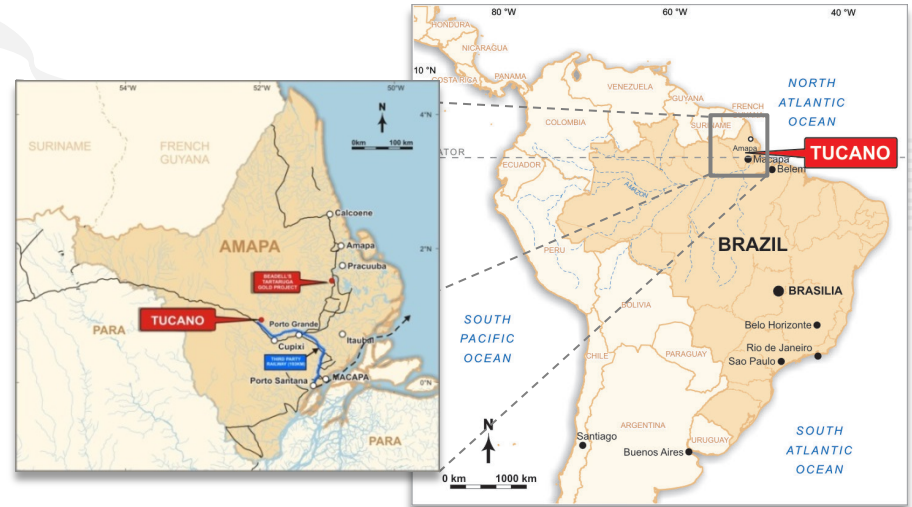 54°W
52°W
50°W
N
4°N
0km 100 km
SURINAME
FRENCH
GUYANA
Calcoene
AMAPA
Amapa
2°N
Pracuuba
BEADELL'S
TARTARUGA
GOLD PROJECT
TUCANO
Porto Grande
PARA
Cupixi
Itaubal
THIRD PARTY
Porto Santana
MACAPA
0°N
PARA
80 °W
60 °W
40 °W
HONDURA
NICARAGUA
10 °N
COSTA RICA
PANAMA
VENEZUELA
GUYANA
FRENCH
GUYANA
SURINAME
COLOMBIA
NORTH
ATLANTIC
OCEAN
Amapa
TUCANO
ATOR
Macapa
Belem
ECUADOR
AMAZON
PERU
BRAZIL
BRASILIA
BOLIVIA
Belo Horizonte
SOUTH
PACIFIC
OCEAN
Rio de Janeiro
Sao Paulo
CHILE
PARAGUAY
N
Santiago
ARGENTINA
URUGUAY
Buenos Aires
SOUTH
ATLANTIC
OCEAN
0 km 1000 km